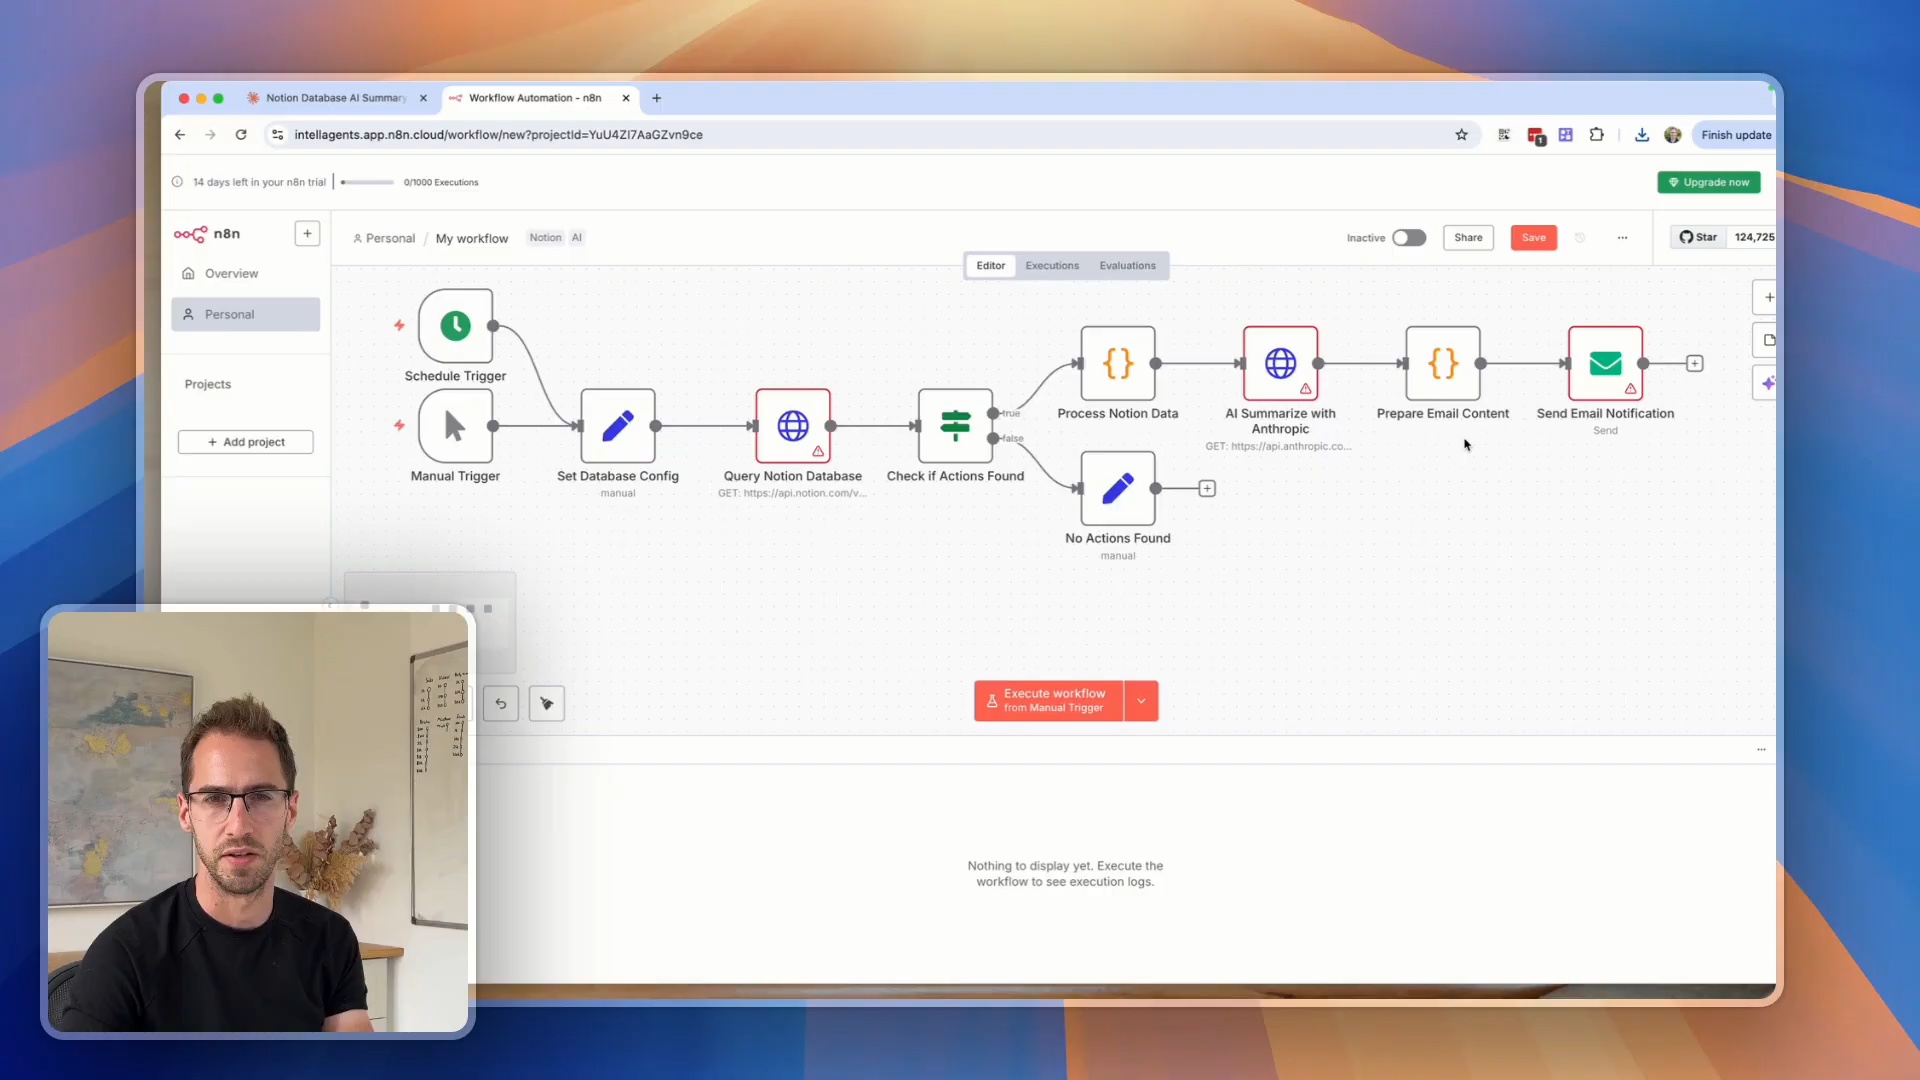 Notion Database AI Summary
Workflow Automation - n8n
intellagents.app.n8n.cloud/workflow/new?projectId=YuU4Zl7AaGZvn9ce
1
Finish update
14 days left in your n8n trial
0/1000 Executions
Upgrade now
n8n
Personal / My workflow
Notion
AI
Inactive
Share
Save
Star
124,725
Overview
Personal
Projects
Add project
Editor
Executions
Evaluations
Schedule Trigger
Manual Trigger
Set Database Config
manual
Query Notion Database
GET: https://api.notion.com/v...
Check if Actions Found
true
false
Process Notion Data
No Actions Found
manual
AI Summarize with
Anthropic
GET: https://api.anthropic.co...
Prepare Email Content
Send Email Notification
Send
Execute workflow
from Manual Trigger
Nothing to display yet. Execute the
workflow to see execution logs.